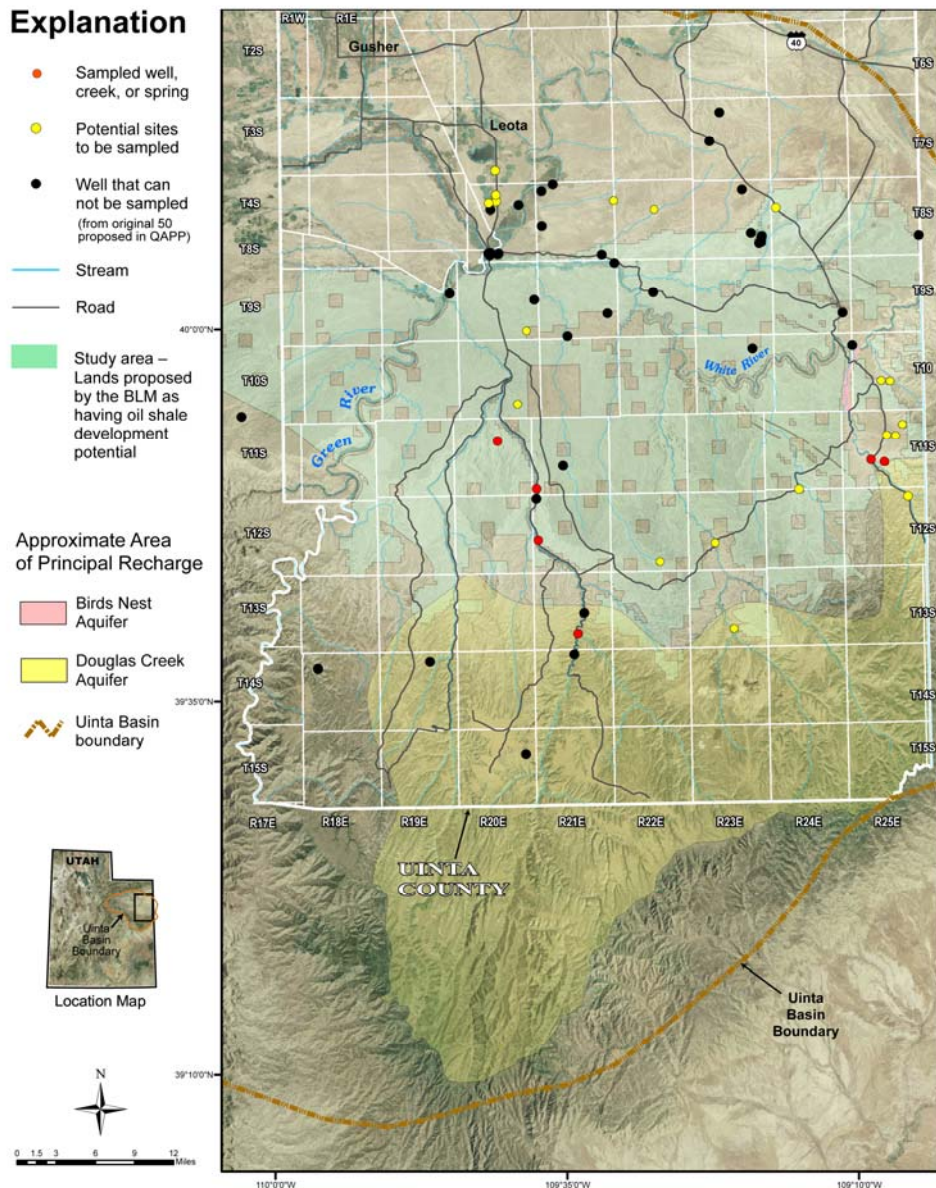 Explanation
Sampled well,
creek, or spring
Potential sites
to be sampled
Well that can
not be sampled
(from original 50
proposed in QAPP)
Stream
Road
Study area –
Lands proposed
by the BLM as
having oil shale
development
potential
Approximate Area
of Principal Recharge
Birds Nest
Aquifer
Douglas Creek
Aquifer
Uinta Basin
boundary
UTAH
Uinta
Basin
Boundary
Location Map
N
0 1.5 3 6 9 12
Miles
R1W R1E
Gusher
40
T2S
T6S
T3S
Leota
T7S
T4S
T8S
T8S
T9S
T9S
40°0'0"N
White River
T10S
T10
Green River
T11S
T11S
T12S
T12S
T13S
T13S
T14S
T14S
39°35'0"N
T15S
T15S
R17E R18E R19E R20E R21E R22E R23E R24E R25E
UINTA
COUNTY
Uinta
Basin
Boundary
39°10'0"N
110°0'0"W 109°35'0"W 109°10'0"W